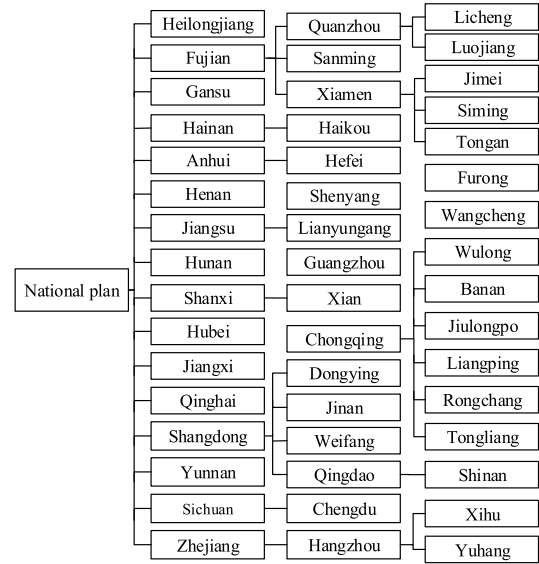 National plan
Heilongjiang
Fujian
Gansu
Hainan
Anhui
Henan
Jiangsu
Hunan
Shanxi
Hubei
Jiangxi
Qinghai
Shangdong
Yunnan
Sichuan
Zhejiang
Quanzhou
Sanming
Xiamen
Haikou
Hefei
Shenyang
Lianyungang
Guangzhou
Xian
Chongqing
Dongying
Jinan
Weifang
Qingdao
Chengdu
Hangzhou
Licheng
Luojiang
Jimei
Siming
Tongan
Furong
Wangcheng
Wulong
Banan
Jiulongpo
Liangping
Rongchang
Tongliang
Shinan
Xihu
Yuhang